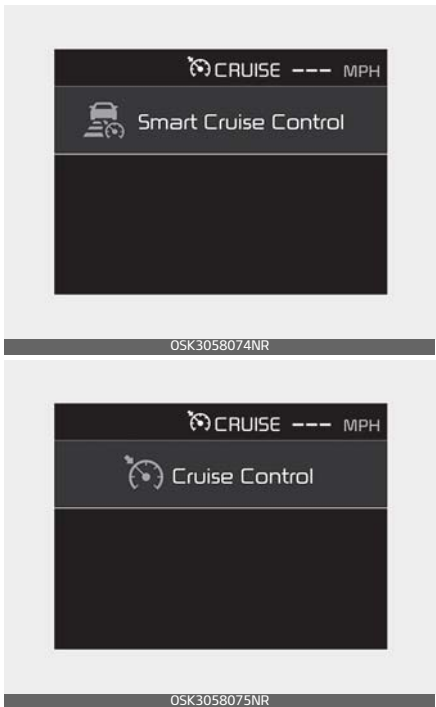 CRUISE --- MPH
Smart Cruise Control
OSK3058074NR
CRUISE --- MPH
Cruise Control
OSK3058075NR